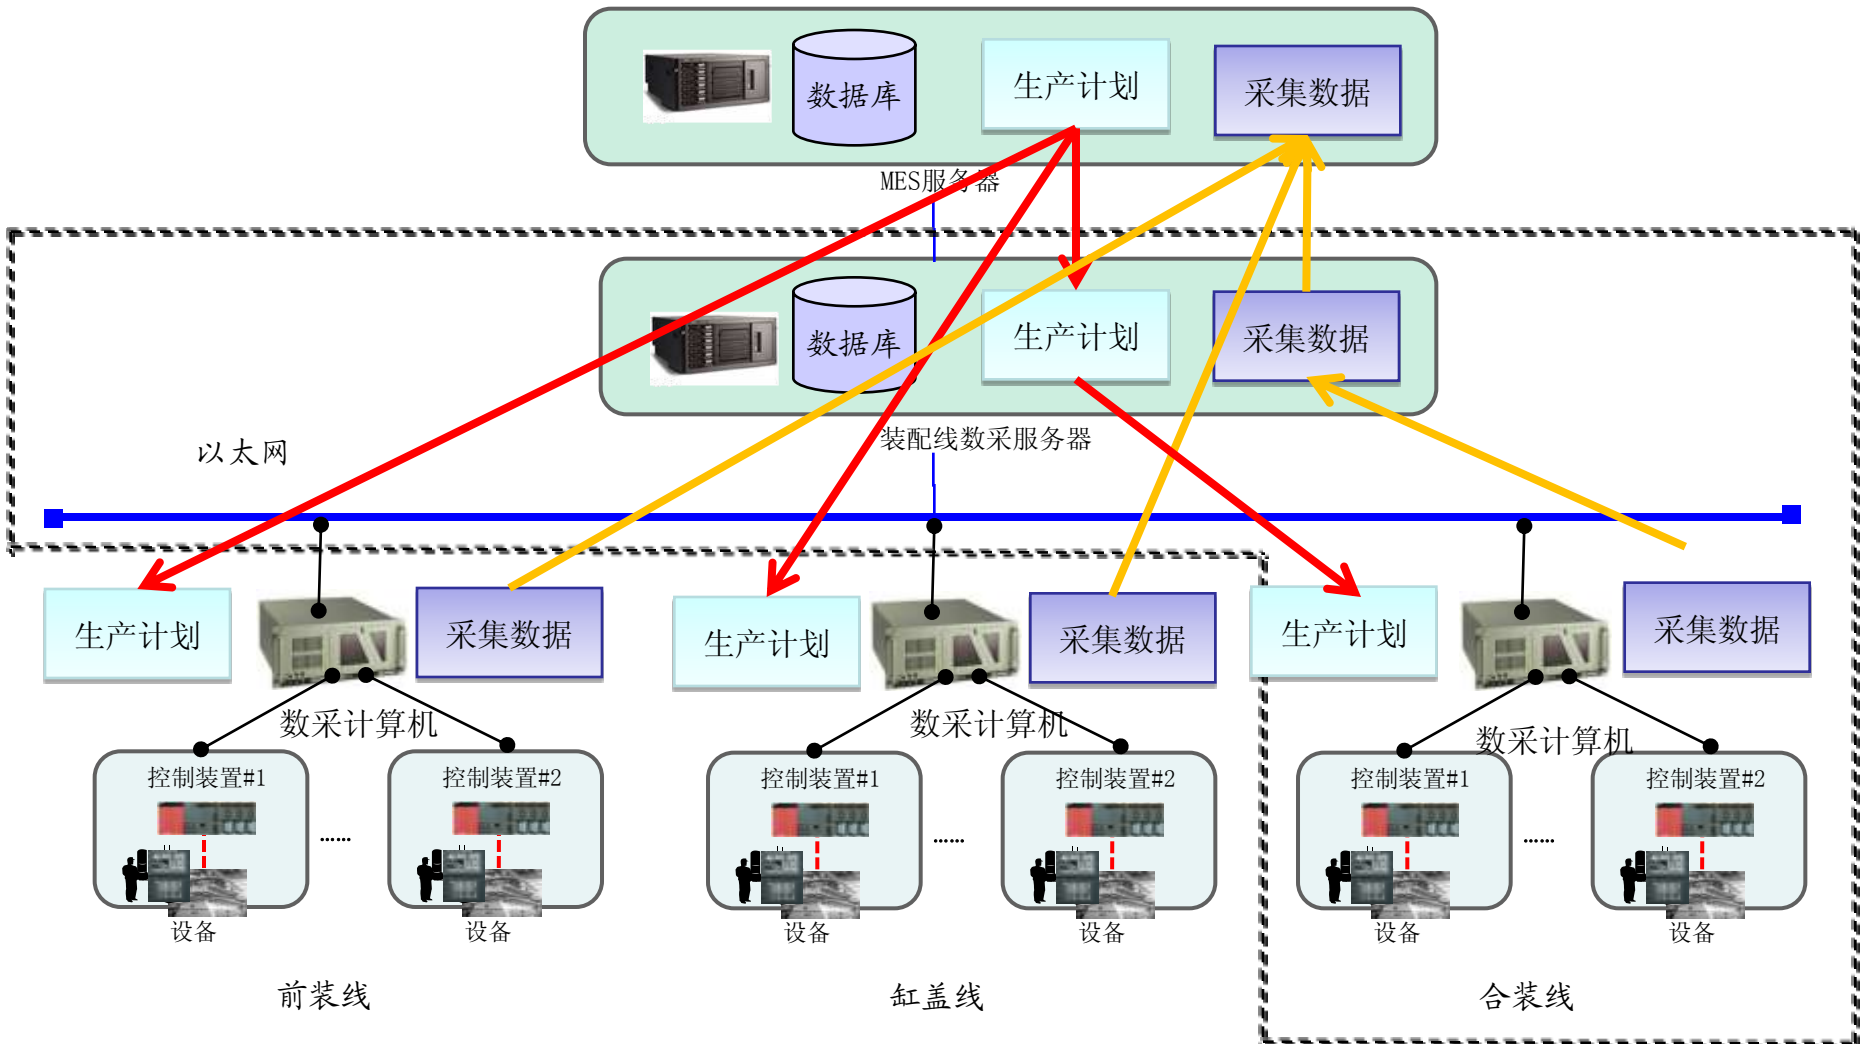 数据库
生产计划
采集数据
MES服务器
数据库
生产计划
采集数据
装配线数采服务器
以太网
生产计划
采集数据
生产计划
采集数据
生产计划
采集数据
数采计算机
数采计算机
数采计算机
控制装置#1
控制装置#2
控制装置#1
控制装置#2
控制装置#1
控制装置#2
……
……
……
设备
设备
设备
设备
设备
设备
前装线
缸盖线
合装线